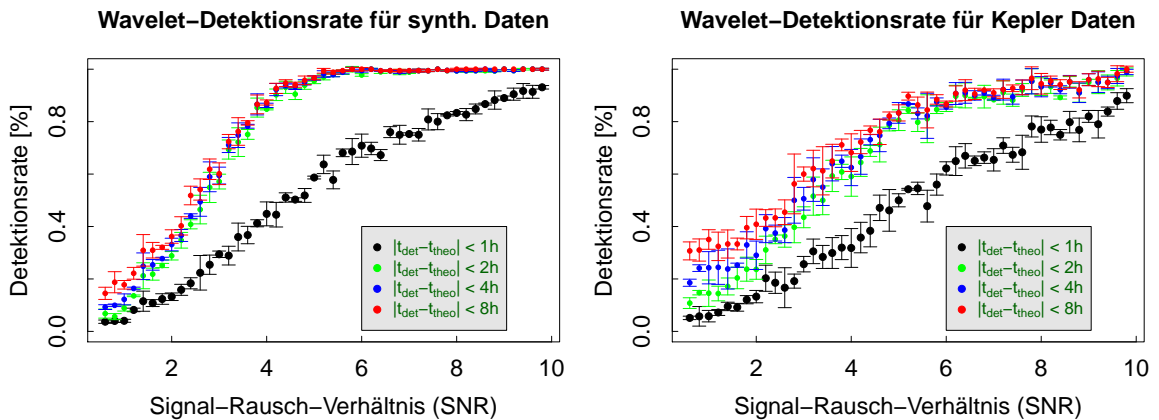 Wavelet−Detektionsrate für synth. Daten
Detektionsrate [%]
0.0
0.4
0.8
2
4
6
8
10
Signal−Rausch−Verhältnis (SNR)
|tdet−ttheo| < 1h
|tdet−ttheo| < 2h
|tdet−ttheo| < 4h
|tdet−ttheo| < 8h
Wavelet−Detektionsrate für Kepler Daten
Detektionsrate [%]
0.0
0.4
0.8
2
4
6
8
10
Signal−Rausch−Verhältnis (SNR)
|tdet−ttheo| < 1h
|tdet−ttheo| < 2h
|tdet−ttheo| < 4h
|tdet−ttheo| < 8h